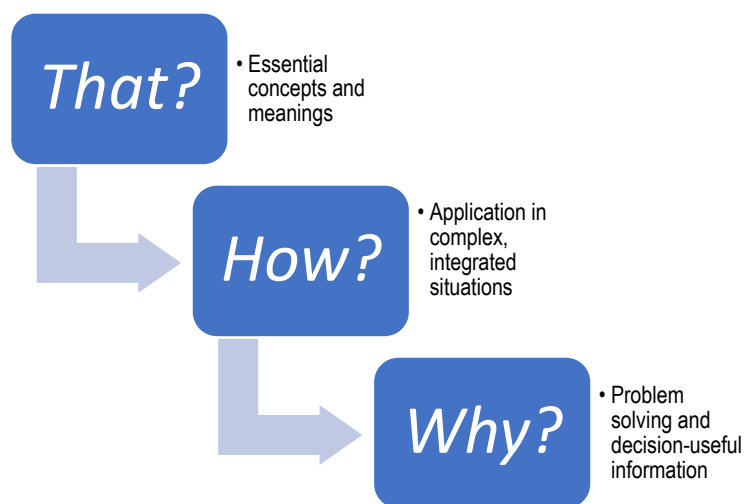 That?
• Essential
concepts and
meanings
How?
• Application in
complex,
integrated
situations
Why?
• Problem
solving and
decision-useful
information